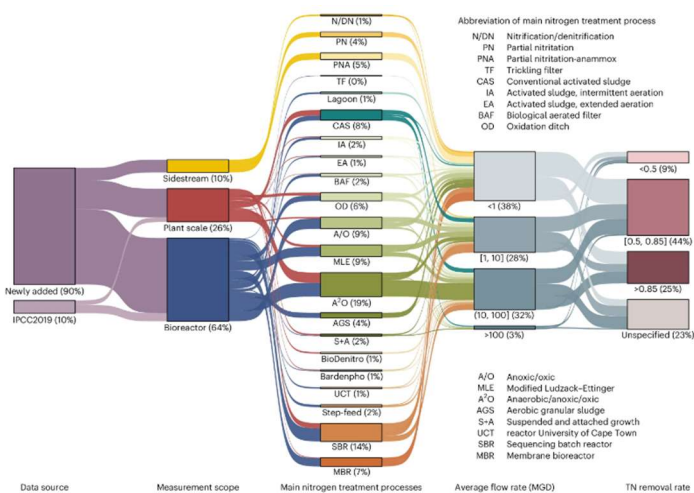 N/DN (1%)
PN (4%)
PNA (5%)
TF (0%)
Lagoon (1%)
CAS (8%)
IA (2%)
EA (1%)
BAF (2%)
OD (6%)
A/O (9%)
MLE (9%)
A²O (19%)
AGS (4%)
S+A (2%)
BioDenitro (1%)
Bardenpho (1%)
UCT (1%)
Step-feed (2%)
SBR (14%)
MBR (7%)
Newly added (90%)
IPCC2019 (10%)
Sidestream (10%)
Plant scale (26%)
Bioreactor (64%)
<1 (38%)
[1, 10] (28%)
(10, 100] (32%)
>100 (3%)
<0.5 (9%)
[0.5, 0.85] (44%)
>0.85 (25%)
Unspecified (23%)
Abbreviation of main nitrogen treatment process
N/DN Nitrification/denitrification
PN Partial nitritation
PNA Partial nitritation-anammox
TF Trickling filter
CAS Conventional activated sludge
IA Activated sludge, intermittent aeration
EA Activated sludge, extended aeration
BAF Biological aerated filter
OD Oxidation ditch
A/O Anoxic/oxic
MLE Modified Ludzack–Ettinger
A²O Anaerobic/anoxic/oxic
AGS Aerobic granular sludge
S+A Suspended and attached growth
UCT reactor University of Cape Town
SBR Sequencing batch reactor
MBR Membrane bioreactor
Data source
Measurement scope
Main nitrogen treatment processes
Average flow rate (MGD)
TN removal rate